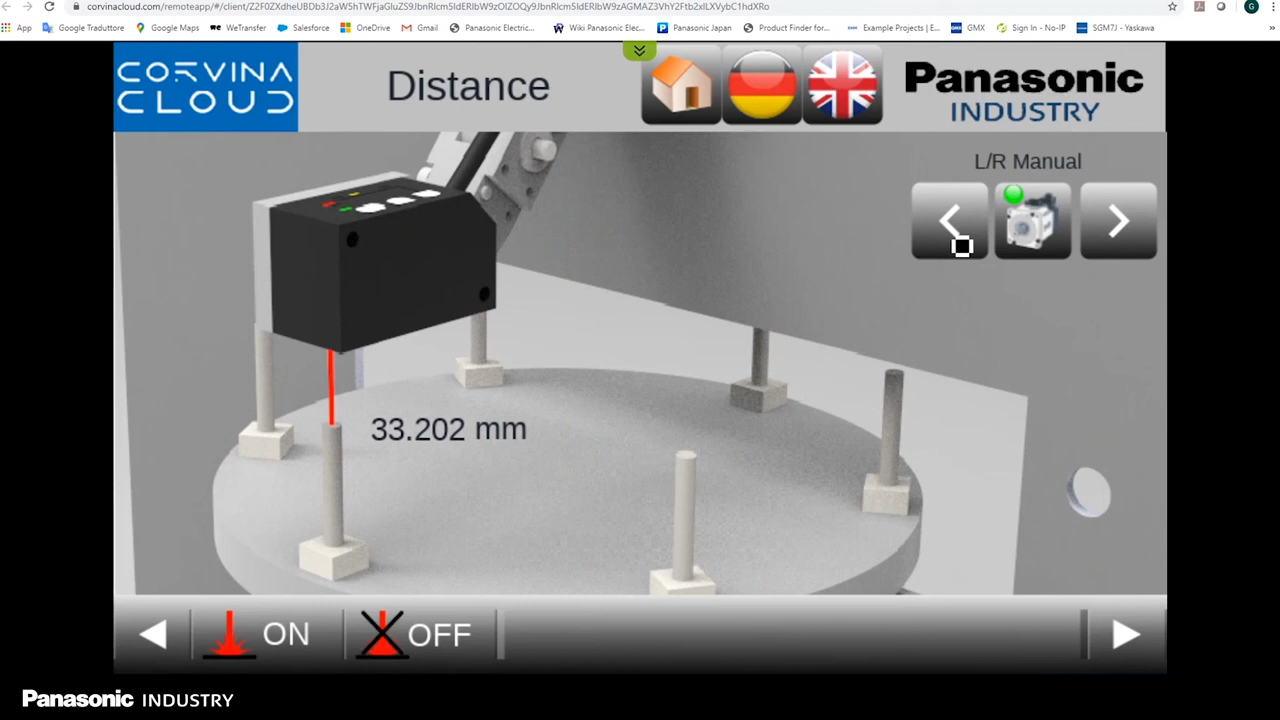 corvinacloud.com/remoteapp/#/client/Z2F0ZXdheUBDb3J2aW5hTWFjaGluZS9JbnRlcm5ldERlbW9zOlZOQy9JbnRlcm5ldERlbW9zAGMAZ3VhY2Ftb2xlLXVybC1hdXRo
App
Google Traduttore
Google Maps
WeTransfer
Salesforce
OneDrive
Gmail
Panasonic Electric...
Wiki Panasonic Elec...
Panasonic Japan
Product Finder for...
Example Projects | E...
GMX
Sign In - No-IP
SGM7J - Yaskawa
»
CORVINA
CLOUD
Distance
Panasonic
INDUSTRY
L/R Manual
33.202 mm
ON
OFF
Panasonic INDUSTRY